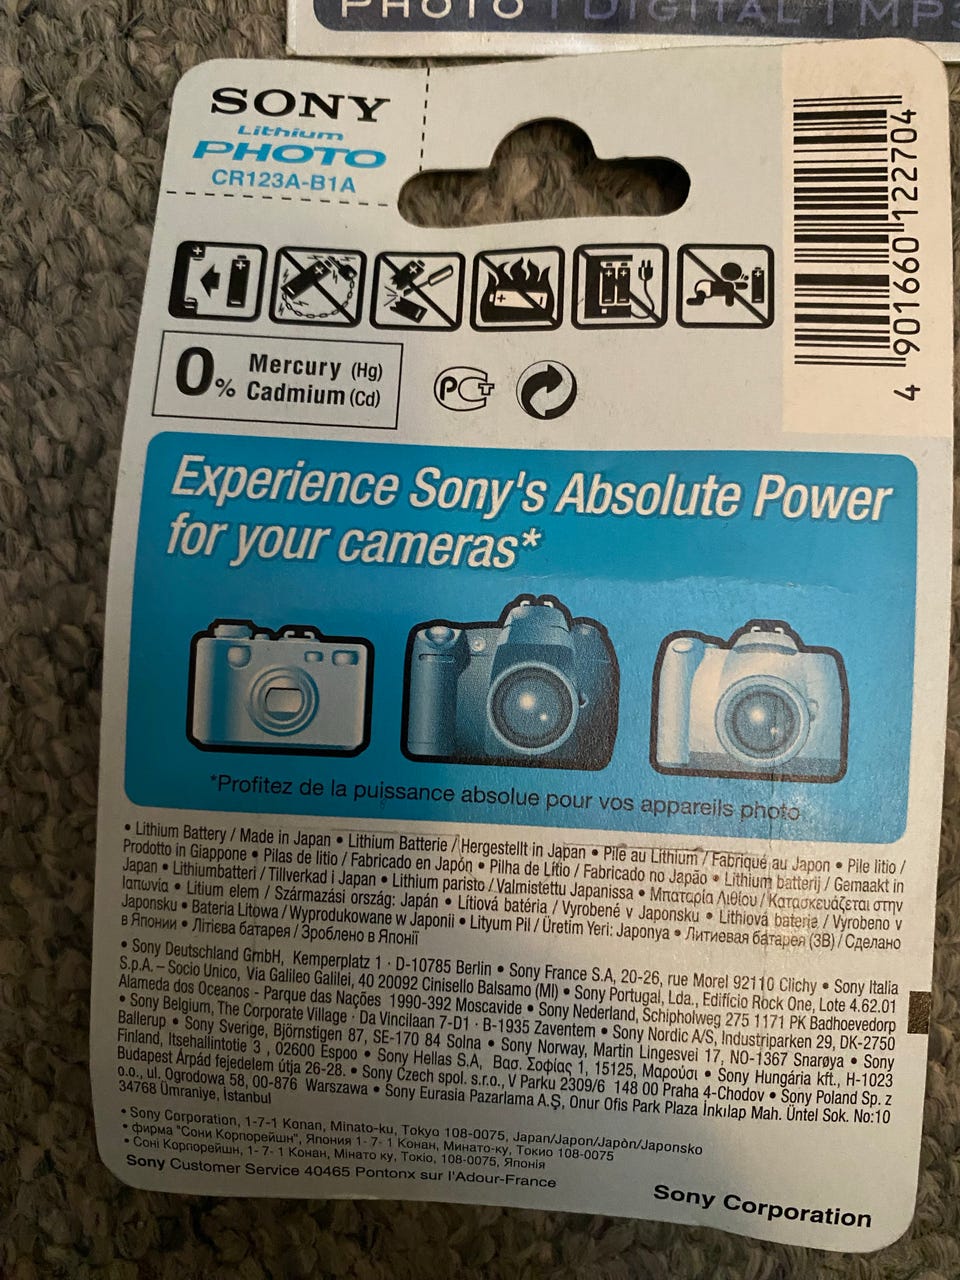 PHOTO | DIGITAL | MP3
SONY
Lithium
PHOTO
CR123A-B1A
4 901660 122704
0% Mercury (Hg)
Cadmium (Cd)
PCT
Experience Sony's Absolute Power
for your cameras*
*Profitez de la puissance absolue pour vos appareils photo
• Lithium Battery / Made in Japan • Lithium Batterie / Hergestellt in Japan • Pile au Lithium / Fabriqué au Japon • Pile litio /
Prodotto in Giappone • Pilas de litio / Fabricado en Japón • Pilha de Lítio / Fabricado no Japão • Lithium batterij / Gemaakt in
Japan • Lithiumbatteri / Tillverkad i Japan • Lithium paristo / Valmistettu Japanissa • Μπαταρία Λιθίου / Κατασκευάζεται στην
Ιαπωνία • Lítium elem / Származási ország: Japán • Lítiová batéria / Vyrobené v Japonsku • Lithiová baterie / Vyrobeno v
Japonsku • Bateria Litowa / Wyprodukowane w Japonii • Lityum Pil / Üretim Yeri: Japonya • Литиевая батарея (3В) / Сделано
в Японии • Літієва батарея / Зроблено в Японії
• Sony Deutschland GmbH, Kemperplatz 1 · D-10785 Berlin • Sony France S.A, 20-26, rue Morel 92110 Clichy • Sony Italia
S.p.A. – Socio Unico, Via Galileo Galilei, 40 20092 Cinisello Balsamo (MI) • Sony Portugal, Lda., Edifício Rock One, Lote 4.62.01
Alameda dos Oceanos - Parque das Nações 1990-392 Moscavide • Sony Nederland, Schipholweg 275 1171 PK Badhoevedorp
• Sony Belgium, The Corporate Village · Da Vincilaan 7-D1 · B-1935 Zaventem • Sony Nordic A/S, Industriparken 29, DK-2750
Ballerup • Sony Sverige, Björnstigen 87, SE-170 84 Solna • Sony Norway, Martin Lingesvei 17, NO-1367 Snarøya • Sony
Finland, Itsehallintotie 3 , 02600 Espoo • Sony Hellas S.A, Βασ. Σοφίας 1, 15125, Μαρούσι • Sony Hungária kft., H-1023
Budapest Árpád fejedelem útja 26-28. • Sony Czech spol. s.r.o., V Parku 2309/6 148 00 Praha 4-Chodov • Sony Poland Sp. z
o.o., ul. Ogrodowa 58, 00-876 Warszawa • Sony Eurasia Pazarlama A.Ş, Onur Ofis Park Plaza İnkılap Mah. Üntel Sok. No:10
34768 Ümraniye, İstanbul
• Sony Corporation, 1-7-1 Konan, Minato-ku, Tokyo 108-0075, Japan/Japon/Japòn/Japonsko
• фирма "Сони Корпорейшн", Япония 1- 7- 1 Конан, Минато-ку, Токио 108-0075
• Соні Корпорейшн, 1- 7- 1 Конан, Мінато ку, Токіо, 108-0075, Японія
Sony Customer Service 40465 Pontonx sur l'Adour-France
Sony Corporation